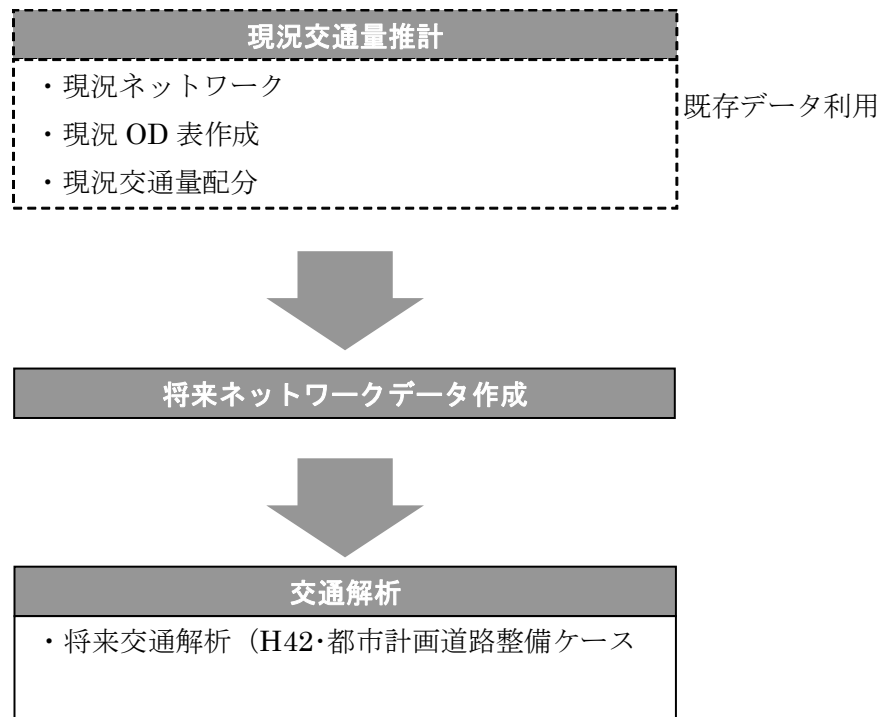 現況交通量推計
・現況ネットワーク
・現況 OD 表作成
・現況交通量配分
既存データ利用
将来ネットワークデータ作成
交通解析
・将来交通解析（H42･都市計画道路整備ケース